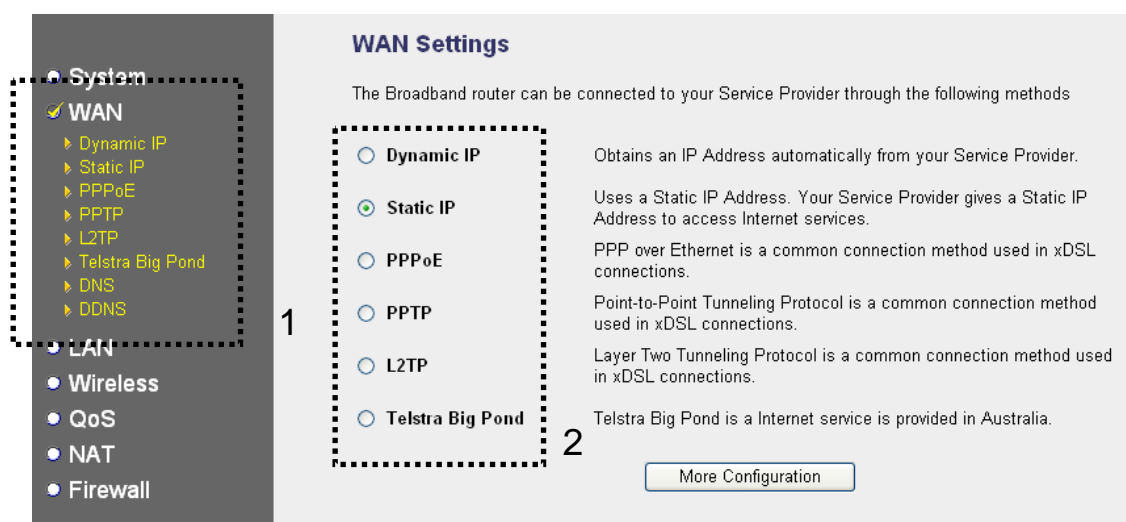 System
WAN
Dynamic IP
Static IP
PPPoE
PPTP
L2TP
Telstra Big Pond
DNS
DDNS
LAN
Wireless
QoS
NAT
Firewall
1
WAN Settings
The Broadband router can be connected to your Service Provider through the following methods
Dynamic IP
Obtains an IP Address automatically from your Service Provider.
Static IP
Uses a Static IP Address. Your Service Provider gives a Static IP
Address to access Internet services.
PPPoE
PPP over Ethernet is a common connection method used in xDSL
connections.
PPTP
Point-to-Point Tunneling Protocol is a common connection method
used in xDSL connections.
L2TP
Layer Two Tunneling Protocol is a common connection method used
in xDSL connections.
Telstra Big Pond
Telstra Big Pond is a Internet service is provided in Australia.
2
More Configuration